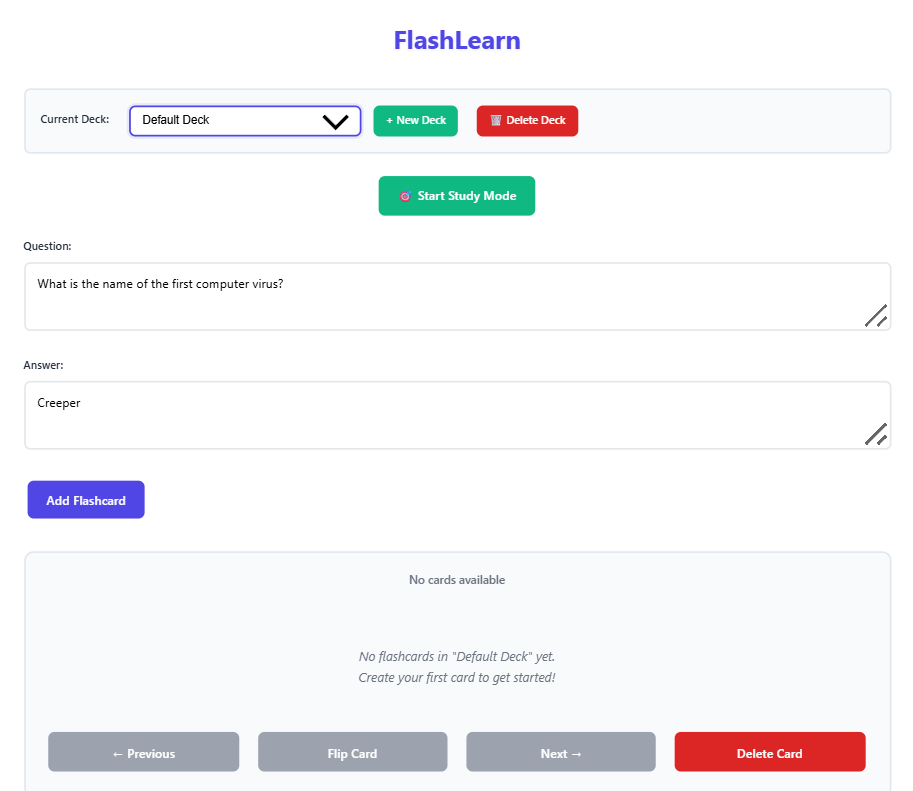 FlashLearn
Current Deck: Default Deck + New Deck 🗑️ Delete Deck
🎯 Start Study Mode
Question:
What is the name of the first computer virus?
Answer:
Creeper
Add Flashcard
No cards available
No flashcards in "Default Deck" yet.
Create your first card to get started!
← Previous Flip Card Next → Delete Card